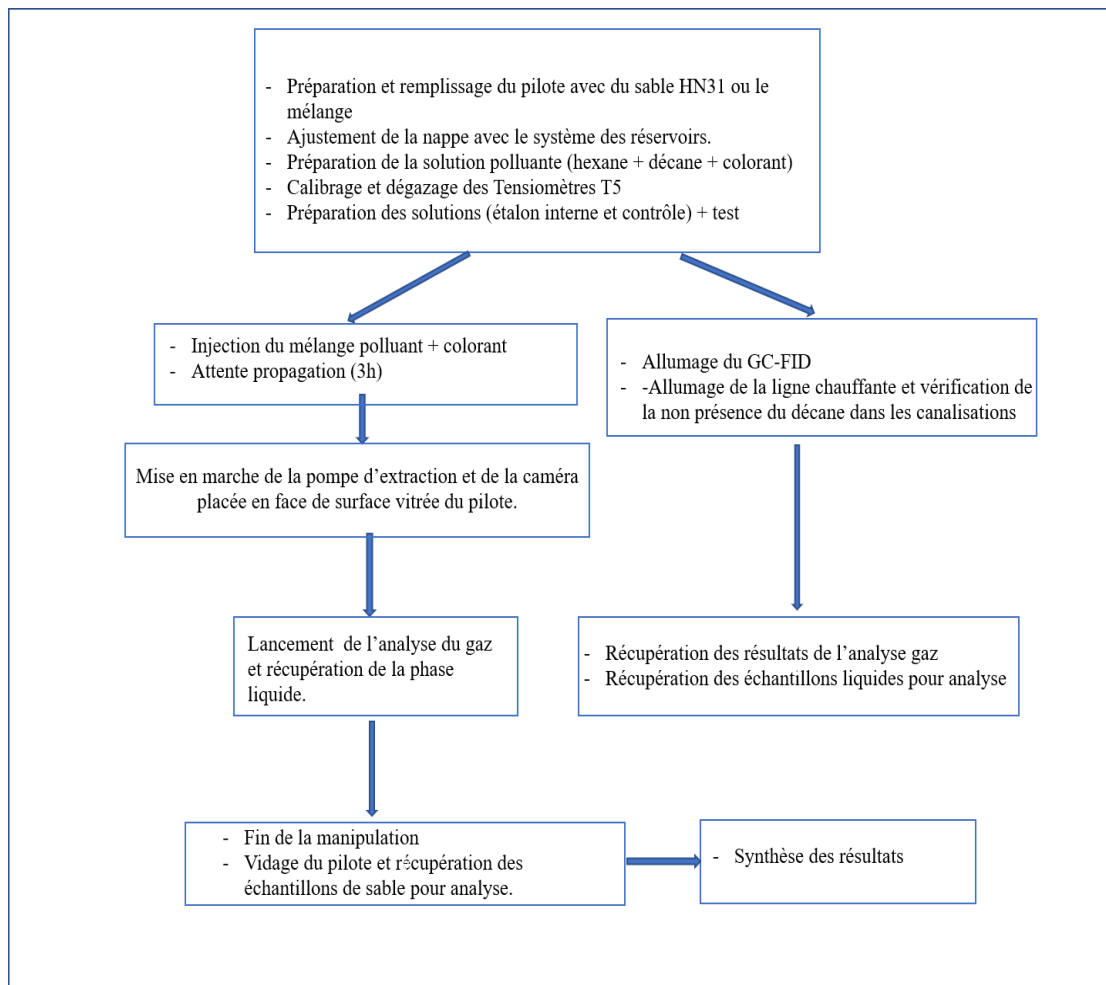 - Préparation et remplissage du pilote avec du sable HN31 ou le
mélange
- Ajustement de la nappe avec le système des réservoirs.
- Préparation de la solution polluante (hexane + décane + colorant)
- Calibrage et dégazage des Tensiomètres T5
- Préparation des solutions (étalon interne et contrôle) + test
- Injection du mélange polluant + colorant
- Attente propagation (3h)
- Allumage du GC-FID
- -Allumage de la ligne chauffante et vérification de
la non présence du décane dans les canalisations
Mise en marche de la pompe d’extraction et de la caméra
placée en face de surface vitrée du pilote.
Lancement de l’analyse du gaz
et récupération de la phase
liquide.
- Récupération des résultats de l’analyse gaz
- Récupération des échantillons liquides pour analyse
- Fin de la manipulation
- Vidage du pilote et récupération des
échantillons de sable pour analyse.
- Synthèse des résultats